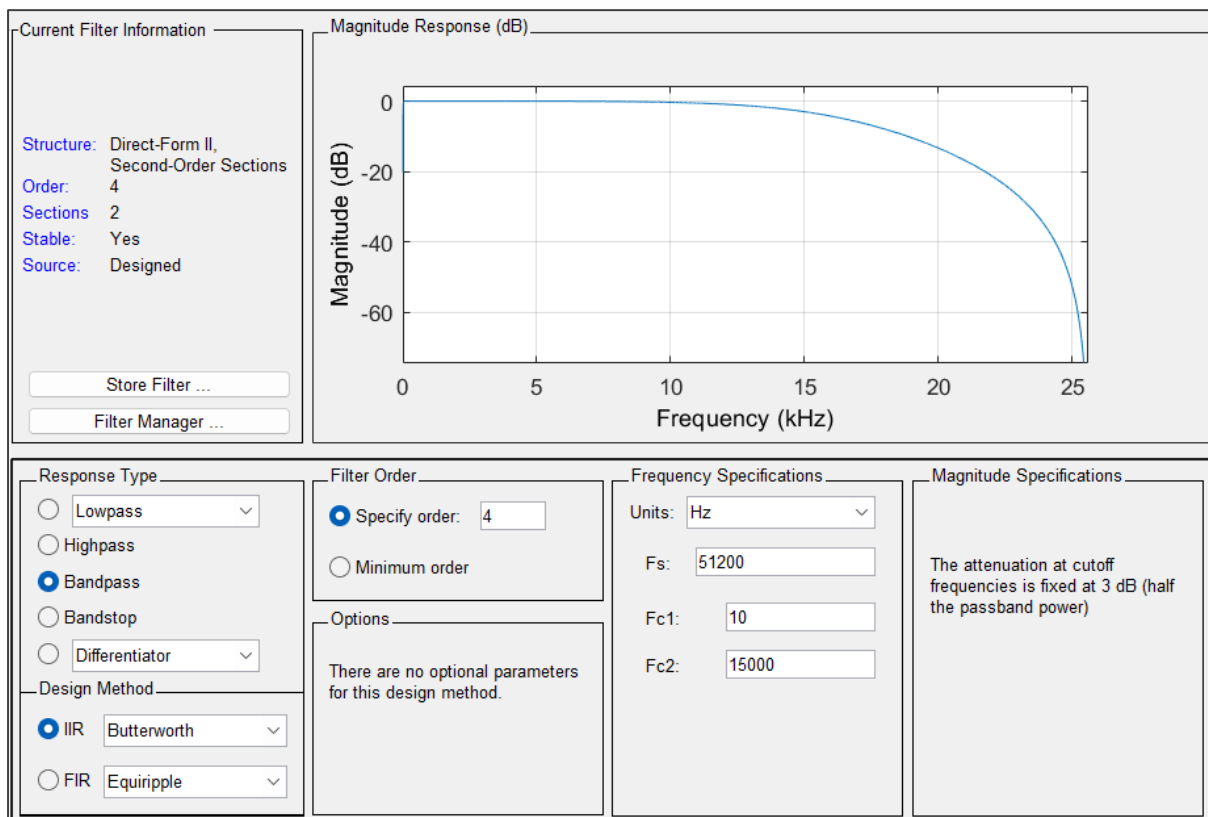 Current Filter Information
Structure: Direct-Form II,
Second-Order Sections
Order: 4
Sections 2
Stable: Yes
Source: Designed
Store Filter ...
Filter Manager ...
Magnitude Response (dB)
Magnitude (dB)
0
-20
-40
-60
0 5 10 15 20 25
Frequency (kHz)
Response Type
Lowpass
Highpass
Bandpass
Bandstop
Differentiator
Design Method
IIR Butterworth
FIR Equiripple
Filter Order
Specify order: 4
Minimum order
Options
There are no optional parameters
for this design method.
Frequency Specifications
Units: Hz
Fs: 51200
Fc1: 10
Fc2: 15000
Magnitude Specifications
The attenuation at cutoff
frequencies is fixed at 3 dB (half
the passband power)